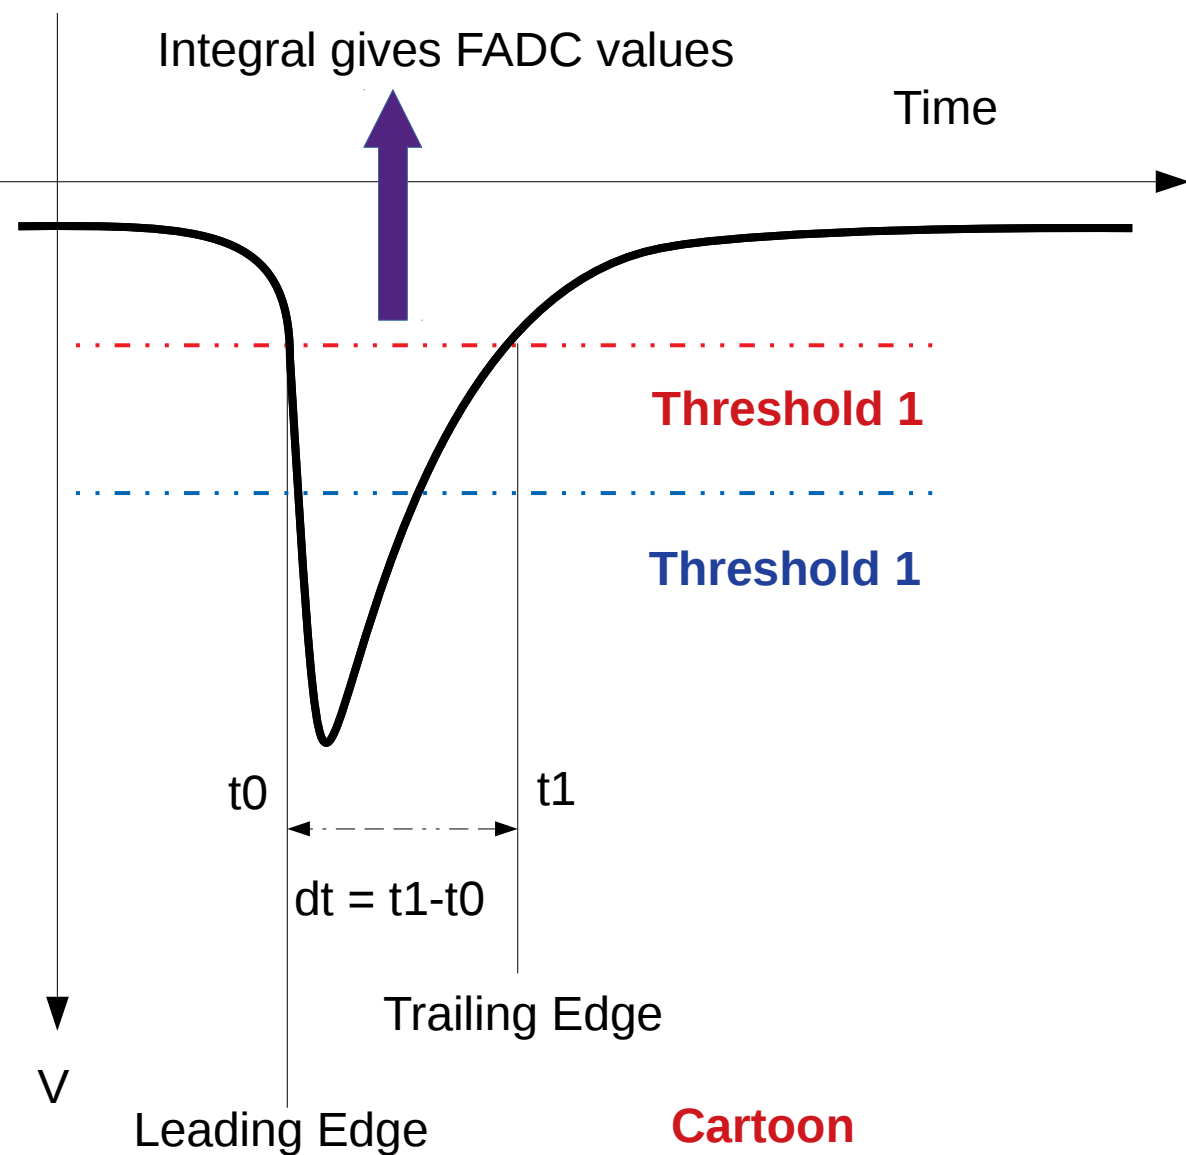 Integral gives FADC values
Time
Threshold 1
Threshold 1
t0
t1
dt = t1-t0
Trailing Edge
V
Leading Edge
Cartoon